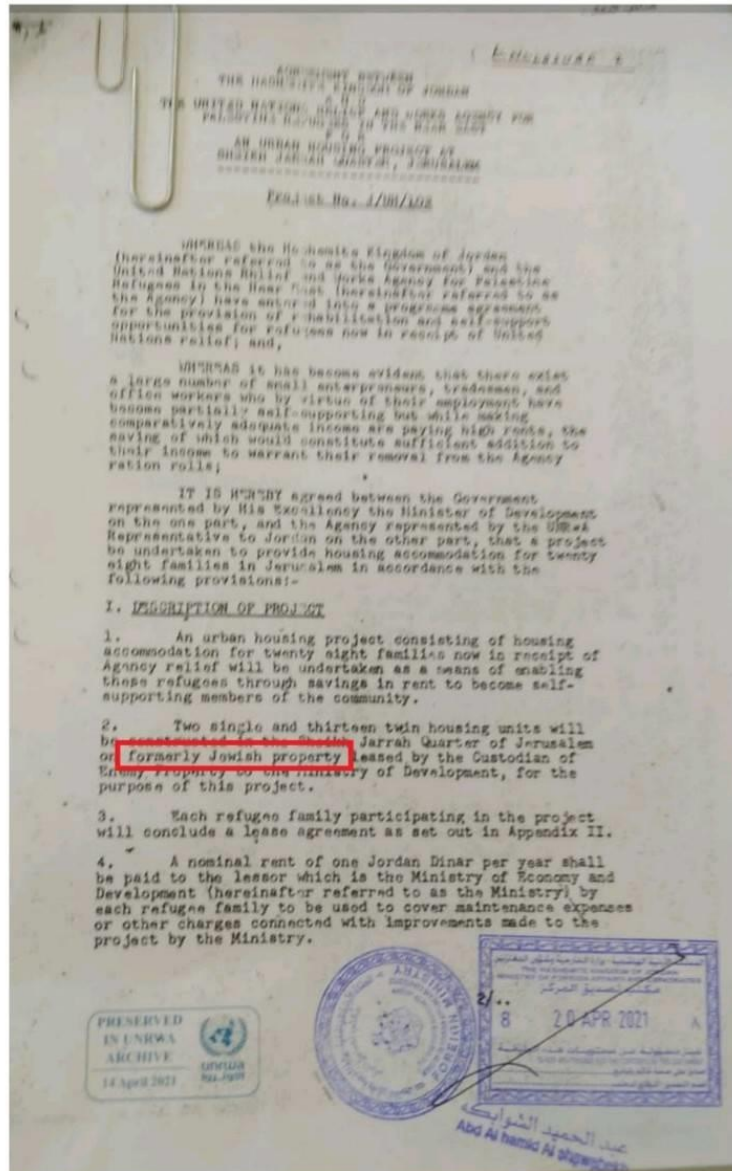 ( ENCLOSURE
AGREEMENT BETWEEN
THE HASHEMITE KINGDOM OF JORDAN
AND
THE UNITED NATIONS RELIEF AND WORKS AGENCY FOR
PALESTINE REFUGEES IN THE NEAR EAST
FOR
AN URBAN HOUSING PROJECT AT
SHEIKH JARRAH QUARTER, JERUSALEM
Project No. J/UH/102
WHEREAS the Hashemite Kingdom of Jordan
(hereinafter referred to as the Government) and the
United Nations Relief and Works Agency for Palestine
Refugees in the Near East (hereinafter referred to as
the Agency) have entered into a programme agreement
for the provision of rehabilitation and self-support
opportunities for refugees now in receipt of United
Nations relief; and,
WHEREAS it has become evident that there exist
a large number of small enterpreneurs, tradesmen, and
office workers who by virtue of their employment have
become partially self-supporting but while making
comparatively adequate income are paying high rents, the
saving of which would constitute sufficient addition to
their income to warrant their removal from the Agency
ration rolls;
IT IS HEREBY agreed between the Government
represented by His Excellency the Minister of Development
on the one part, and the Agency represented by the UNRWA
Representative to Jordan on the other part, that a project
be undertaken to provide housing accommodation for twenty
eight families in Jerusalem in accordance with the
following provisions:-
I. DESCRIPTION OF PROJECT
1. An urban housing project consisting of housing
accommodation for twenty eight families now in receipt of
Agency relief will be undertaken as a means of enabling
these refugees through savings in rent to become self-
supporting members of the community.
2. Two single and thirteen twin housing units will
be constructed in the Sheikh Jarrah Quarter of Jerusalem
on formerly Jewish property leased by the Custodian of
Enemy Property to the Ministry of Development, for the
purpose of this project.
3. Each refugee family participating in the project
will conclude a lease agreement as set out in Appendix II.
4. A nominal rent of one Jordan Dinar per year shall
be paid to the lessor which is the Ministry of Economy and
Development (hereinafter referred to as the Ministry) by
each refugee family to be used to cover maintenance expenses
or other charges connected with improvements made to the
project by the Ministry.
2/..
PRESERVED
IN UNRWA
ARCHIVE
14 April 2021
unrwa
الأونروا
THE HASHEMITE KINGDOM OF JORDAN
مكتب تصديق المركز
8 20 APR 2021 A
عبد الحميد الشوابكه
Abd Al hamid Al